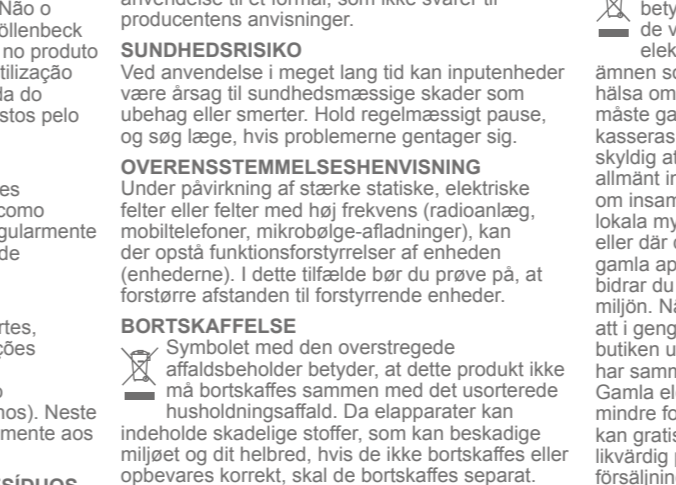 Não o
öllenbeck
no produto
tilização
da do
stos pelo
es
como
gularmente
de
rtes,
ções
o
nos). Neste
mente aos
SÍDUOS
anvendelse til et formål, som ikke svarer til
producentens anvisninger.
SUNDHEDSRISIKO
Ved anvendelse i meget lang tid kan inputenheder
være årsag til sundhedsmæssige skader som
ubehag eller smerter. Hold regelmæssigt pause,
og søg læge, hvis problemerne gentager sig.
OVERENSSTEMMELSESHENVISNING
Under påvirkning af stærke statiske, elektriske
felter eller felter med høj frekvens (radioanlæg,
mobiltelefoner, mikrobølge-afladninger), kan
der opstå funktionsforstyrrelser af enheden
(enhederne). I dette tilfælde bør du prøve på, at
forstørre afstanden til forstyrrende enheder.
BORTSKAFFELSE
Symbolet med den overstregede
affaldsbeholder betyder, at dette produkt ikke
må bortskaffes sammen med det usorterede
husholdningsaffald. Da elapparater kan
indeholde skadelige stoffer, som kan beskadige
miljøet og dit helbred, hvis de ikke bortskaffes eller
opbevares korrekt, skal de bortskaffes separat.
bety
de v
elek
ämnen so
hälsa om
måste ga
kasseras
skyldig at
allmänt in
om insam
lokala my
eller där d
gamla ap
bidrar du
miljön. Nä
att i geng
butiken u
har samm
Gamla ele
mindre fo
kan gratis
likvärdig p
försäljning